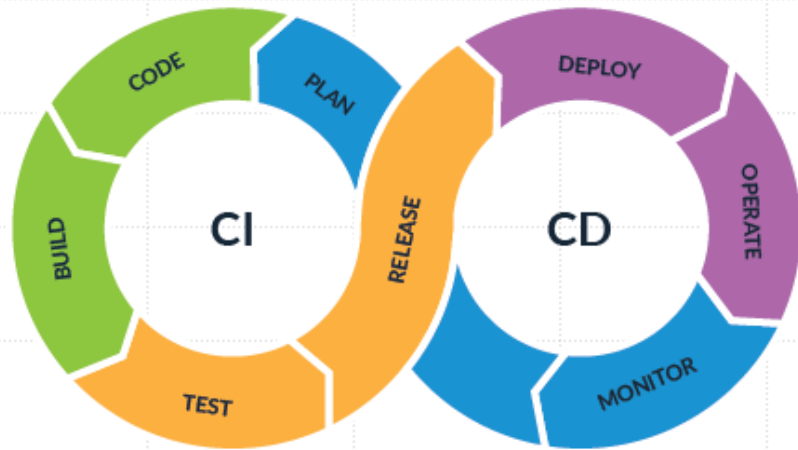 CI
PLAN
CODE
BUILD
TEST
RELEASE
CD
DEPLOY
OPERATE
MONITOR